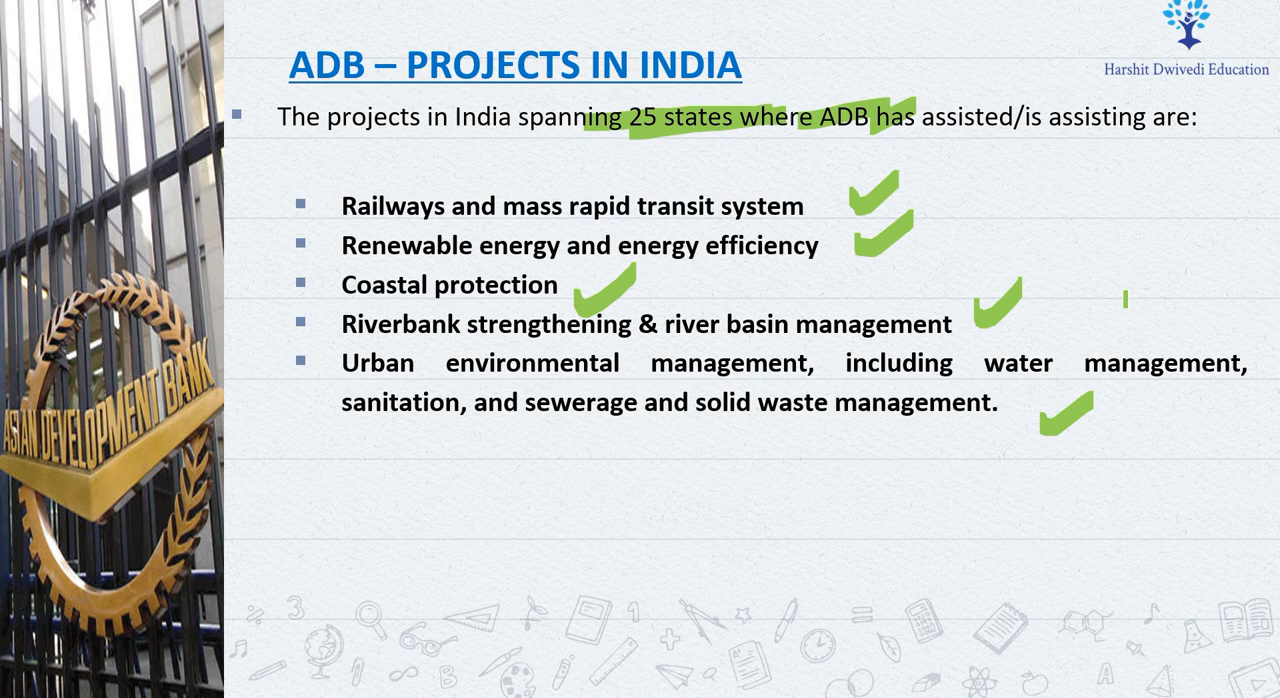 ADB – PROJECTS IN INDIA
Harshit Dwivedi Education
▪ The projects in India spanning 25 states where ADB has assisted/is assisting are:
▪ Railways and mass rapid transit system
▪ Renewable energy and energy efficiency
▪ Coastal protection
▪ Riverbank strengthening & river basin management
▪ Urban environmental management, including water management,
sanitation, and sewerage and solid waste management.
ASIAN DEVELOPMENT BANK